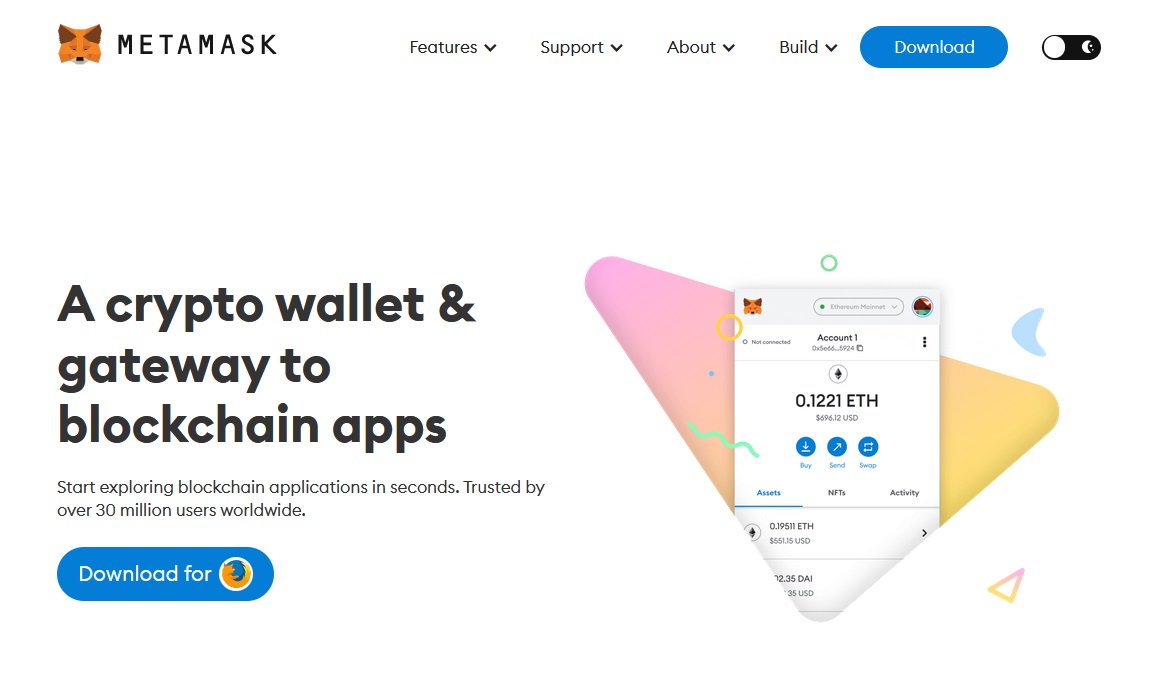 METAMASK
Features
Support
About
Build
Download
A crypto wallet &
gateway to
blockchain apps
Start exploring blockchain applications in seconds. Trusted by
over 30 million users worldwide.
Download for
Ethereum Mainnet
Not connected
Account 1
0x5e66...5924
0.1221 ETH
$696.12 USD
Buy
Send
Swap
Assets
NFTs
Activity
0.19511 ETH
$551.15 USD
02.35 DAI
.35 USD